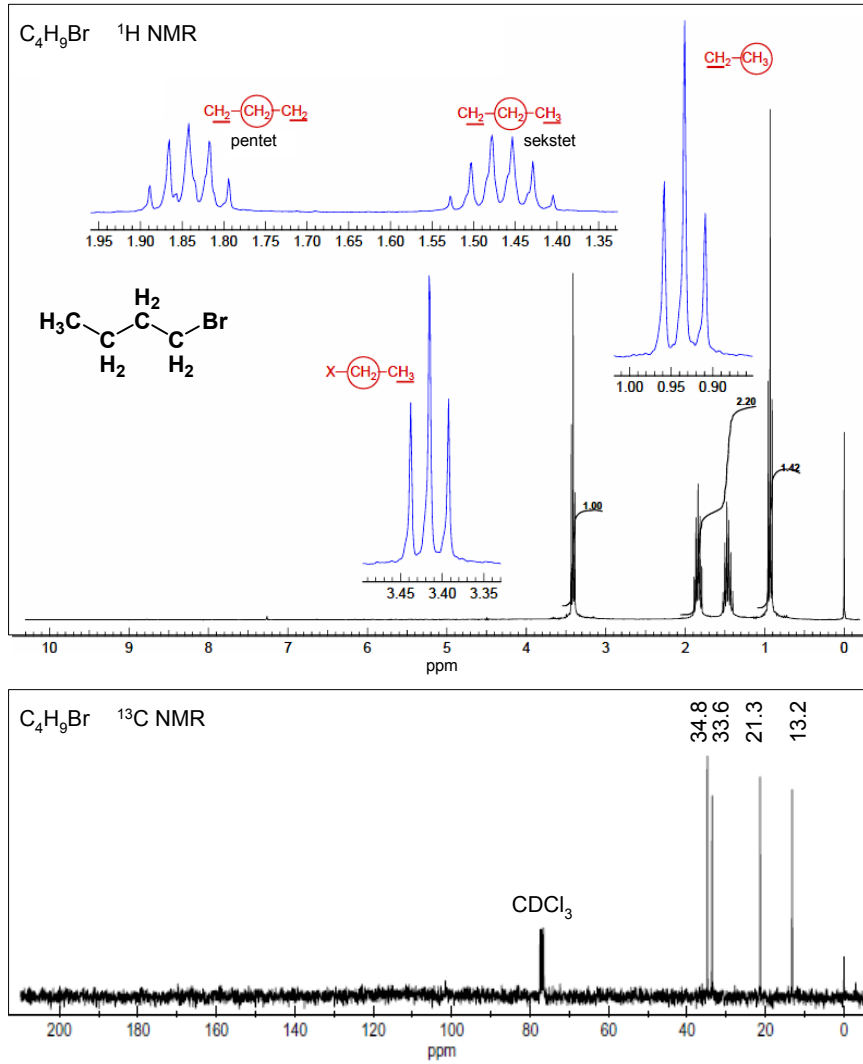 C₄H₉Br ¹H NMR
CH₂–CH₂–CH₂
pentet
CH₂–CH₂–CH₃
sekstet
CH₂–CH₃
1.95 1.90 1.85 1.80 1.75 1.70 1.65 1.60 1.55 1.50 1.45 1.40 1.35
H₂
H₃C C Br
C C
H₂ H₂
X–CH₂–CH₃
1.00 0.95 0.90
2.20
1.42
1.00
3.45 3.40 3.35
10 9 8 7 6 5 4 3 2 1 0
ppm
C₄H₉Br ¹³C NMR
34.8
33.6
21.3
13.2
CDCl₃
200 180 160 140 120 100 80 60 40 20 0
ppm